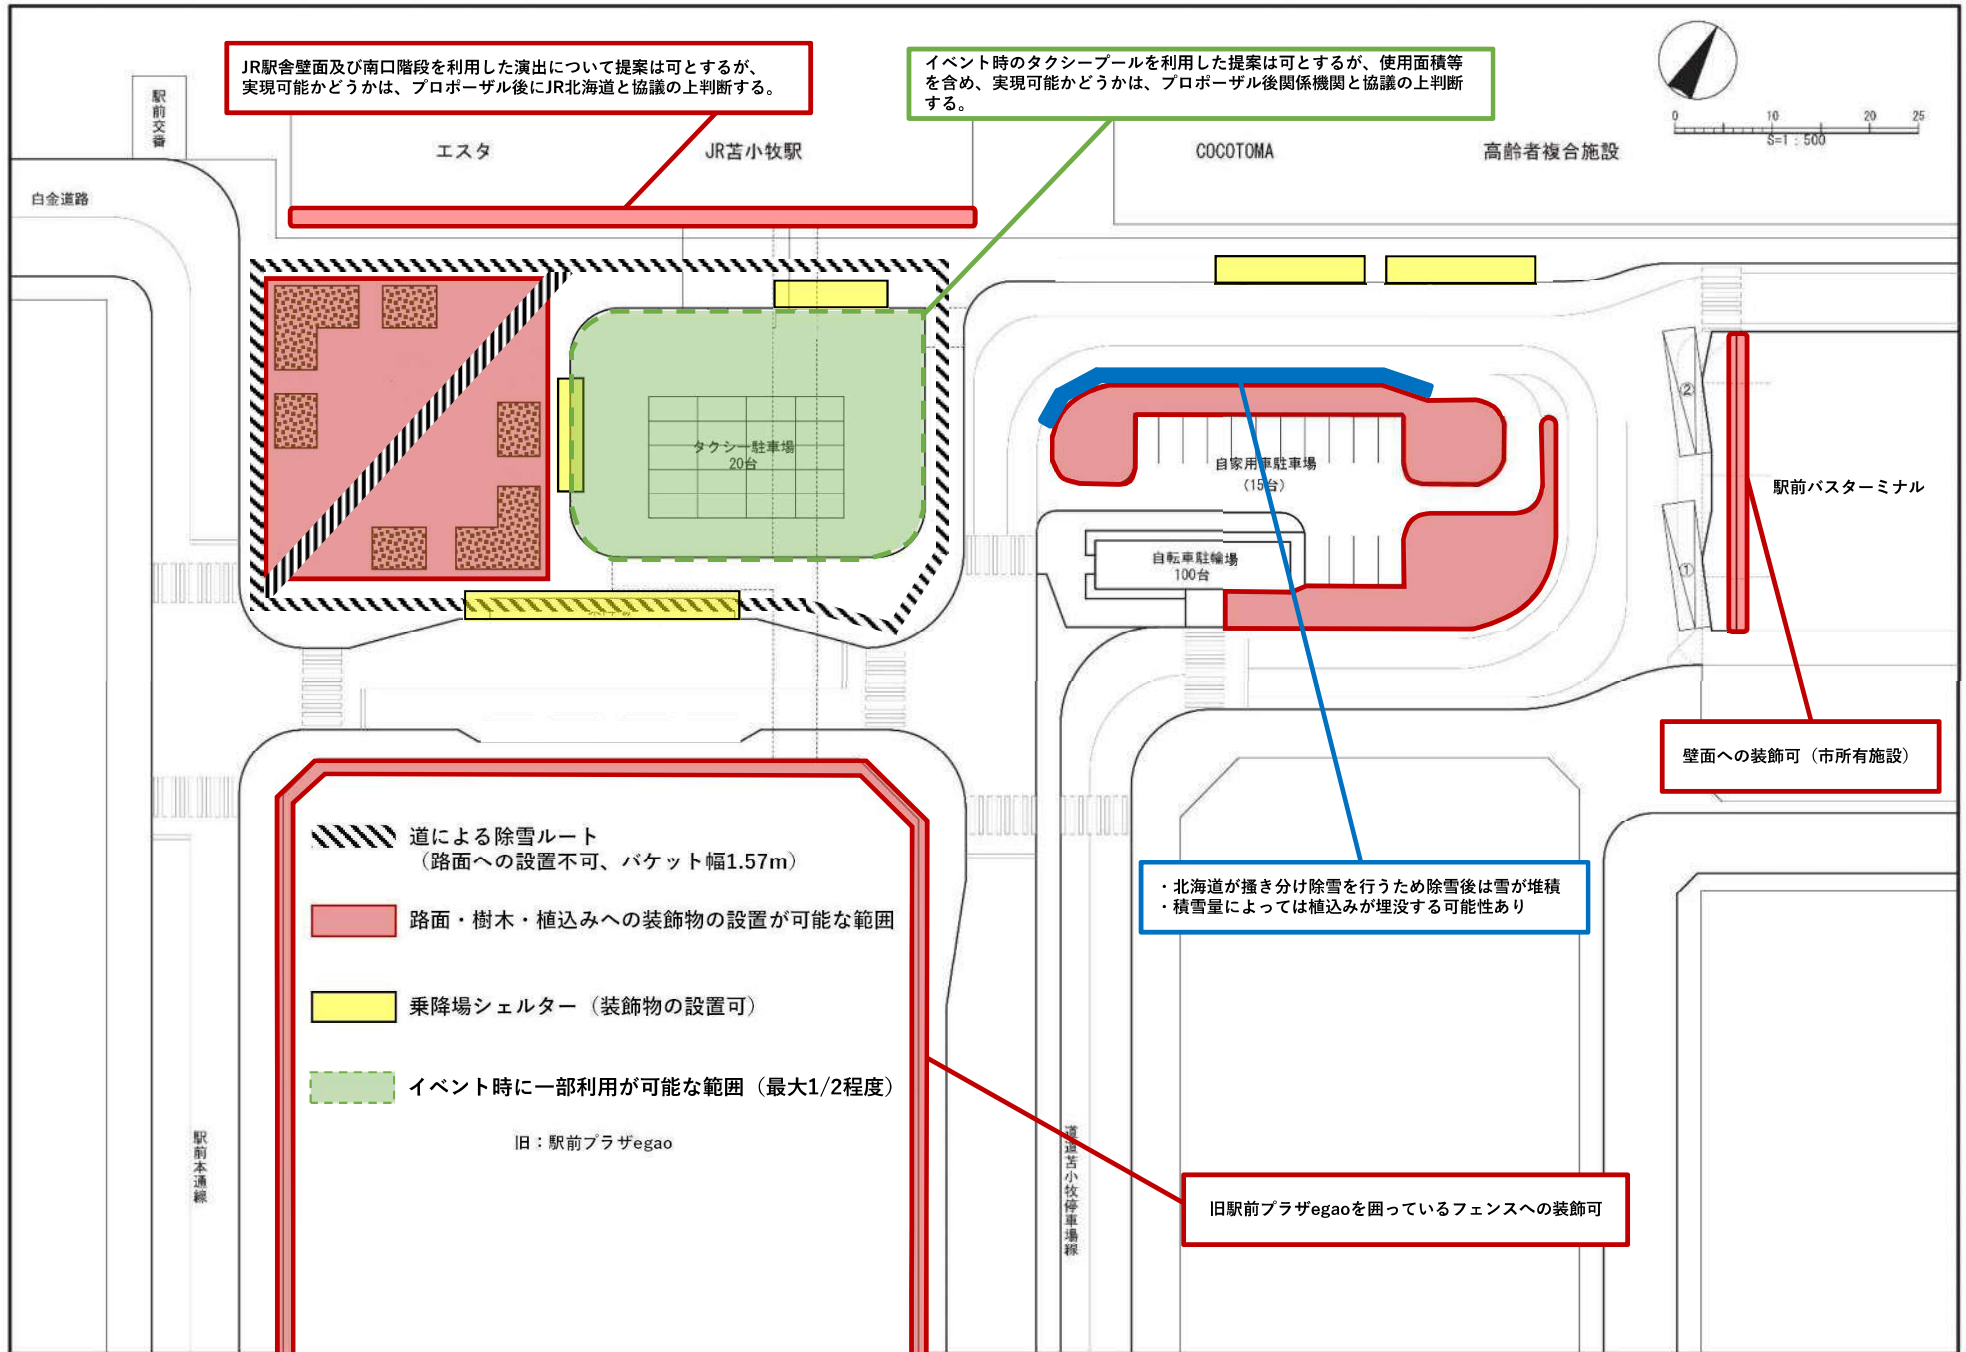 JR駅舎壁面及び南口階段を利用した演出について提案は可とするが、
実現可能かどうかは、プロポーザル後にJR北海道と協議の上判断する。
イベント時のタクシープールを利用した提案は可とするが、使用面積等
を含め、実現可能かどうかは、プロポーザル後関係機関と協議の上判断
する。
0 10 20 25
S=1：500
駅前交番
エスタ
JR苫小牧駅
COCOTOMA
高齢者複合施設
白金道路
タクシー駐車場
20台
自家用車駐車場
(15台)
自転車駐輪場
100台
②
①
駅前バスターミナル
壁面への装飾可（市所有施設）
道による除雪ルート
（路面への設置不可、バケット幅1.57m）
路面・樹木・植込みへの装飾物の設置が可能な範囲
乗降場シェルター（装飾物の設置可）
イベント時に一部利用が可能な範囲（最大1/2程度）
旧：駅前プラザegao
・北海道が掻き分け除雪を行うため除雪後は雪が堆積
・積雪量によっては植込みが埋没する可能性あり
駅前本通線
道道苫小牧停車場線
旧駅前プラザegaoを囲っているフェンスへの装飾可